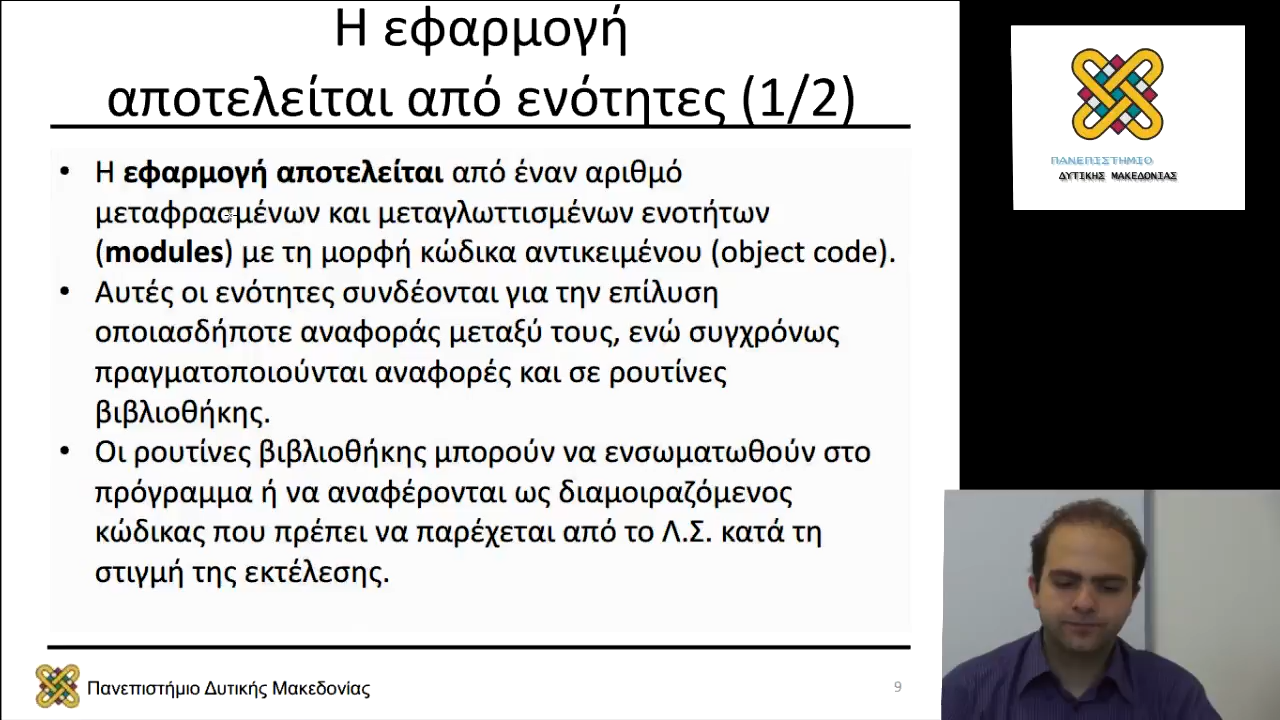 Η εφαρμογή
αποτελείται από ενότητες (1/2)
• Η εφαρμογή αποτελείται από έναν αριθμό
μεταφρασμένων και μεταγλωττισμένων ενοτήτων
(modules) με τη μορφή κώδικα αντικειμένου (object code).
• Αυτές οι ενότητες συνδέονται για την επίλυση
οποιασδήποτε αναφοράς μεταξύ τους, ενώ συγχρόνως
πραγματοποιούνται αναφορές και σε ρουτίνες
βιβλιοθήκης.
• Οι ρουτίνες βιβλιοθήκης μπορούν να ενσωματωθούν στο
πρόγραμμα ή να αναφέρονται ως διαμοιραζόμενος
κώδικας που πρέπει να παρέχεται από το Λ.Σ. κατά τη
στιγμή της εκτέλεσης.
Πανεπιστήμιο Δυτικής Μακεδονίας
9
ΠΑΝΕΠΙΣΤΗΜΙΟ
ΔΥΤΙΚΗΣ ΜΑΚΕΔΟΝΙΑΣ